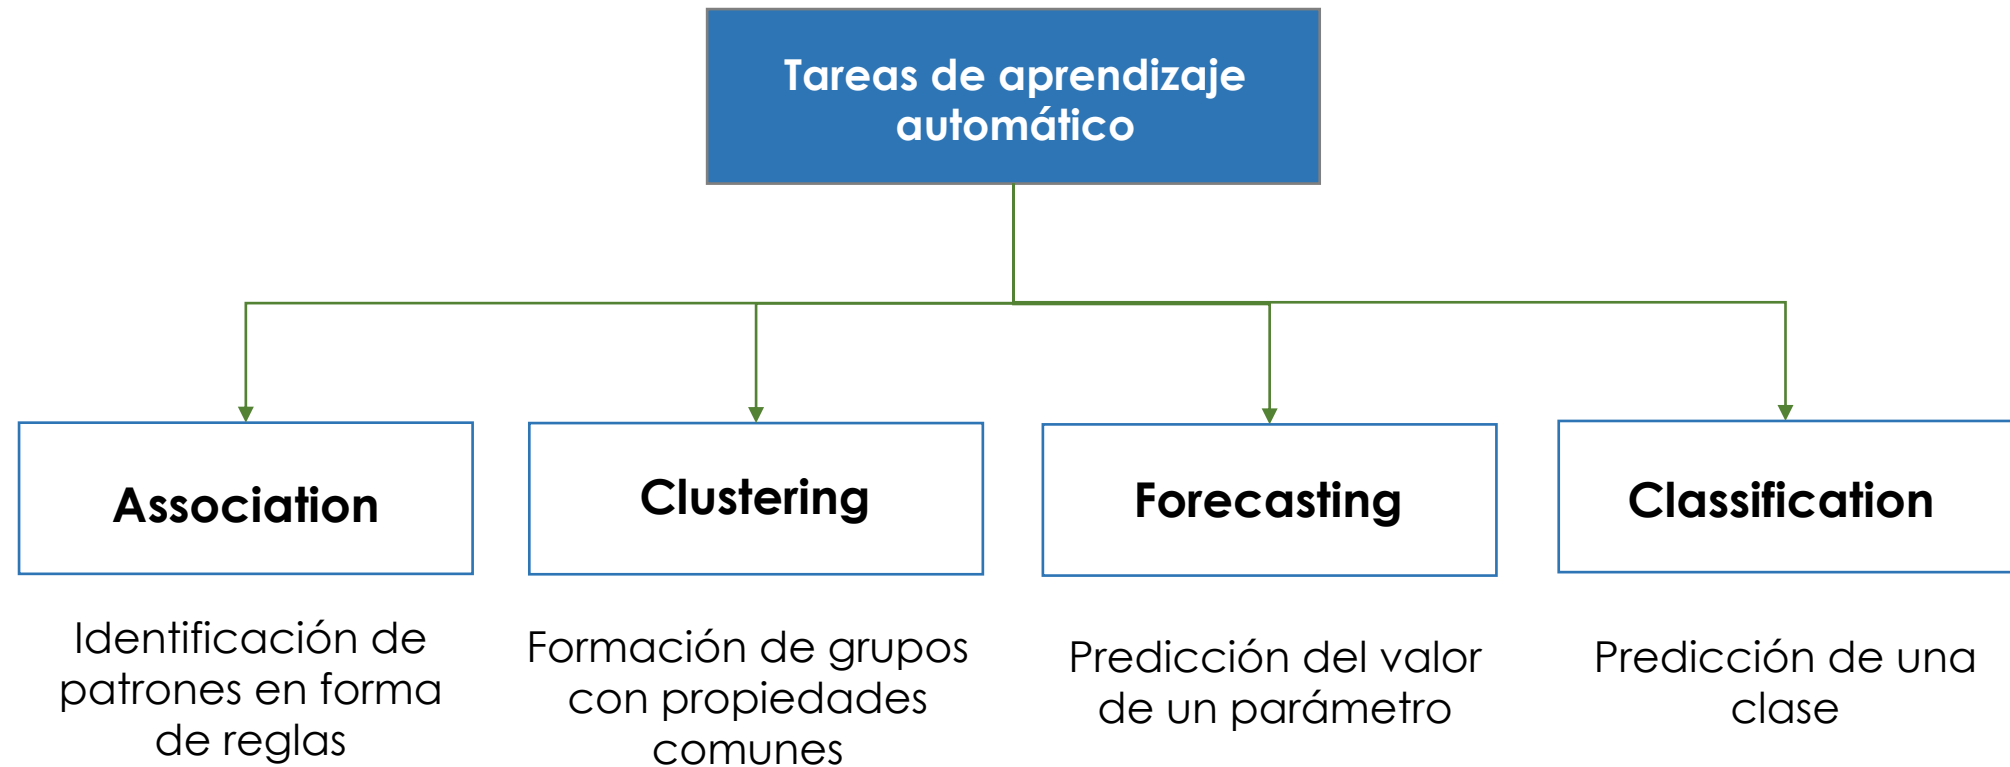 Tareas de aprendizaje
automático
Association
Clustering
Forecasting
Classification
Identificación de
patrones en forma
de reglas
Formación de grupos
con propiedades
comunes
Predicción del valor
de un parámetro
Predicción de una
clase